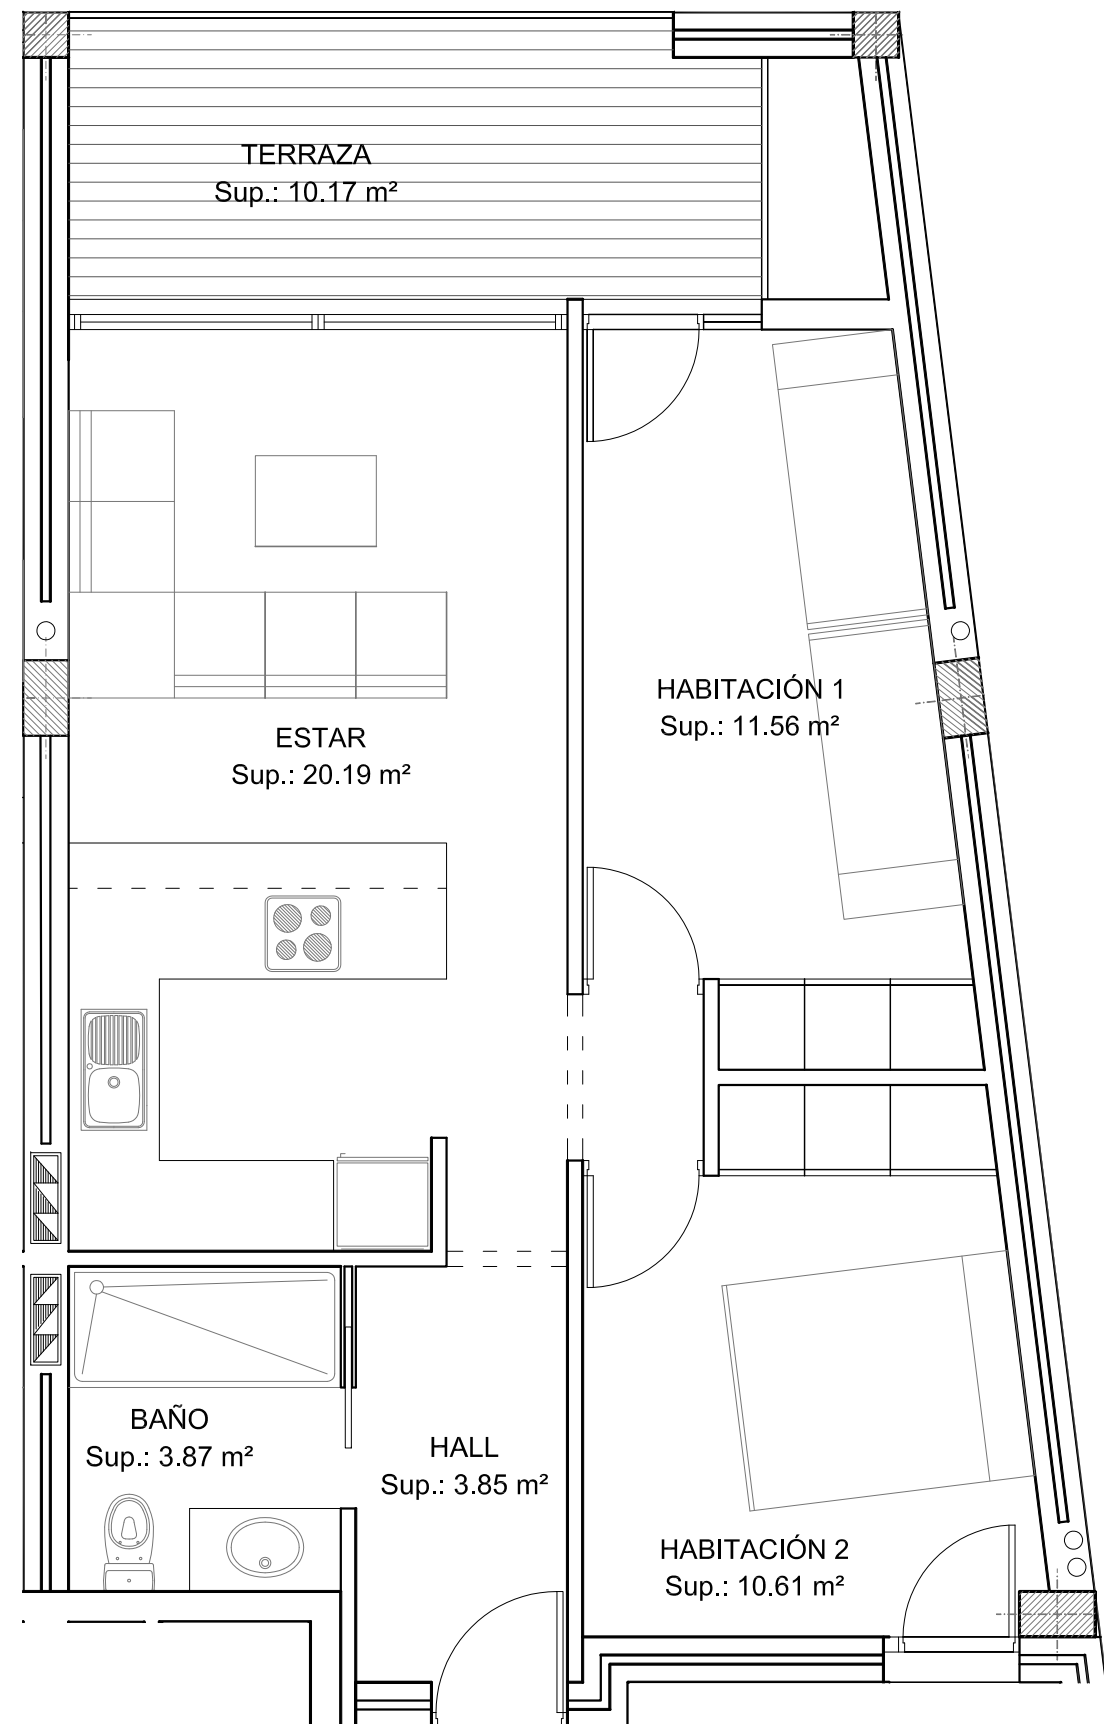 TERRAZA
Sup.: 10.17 m²
HABITACIÓN 1
Sup.: 11.56 m²
ESTAR
Sup.: 20.19 m²
BAÑO
Sup.: 3.87 m²
HALL
Sup.: 3.85 m²
HABITACIÓN 2
Sup.: 10.61 m²